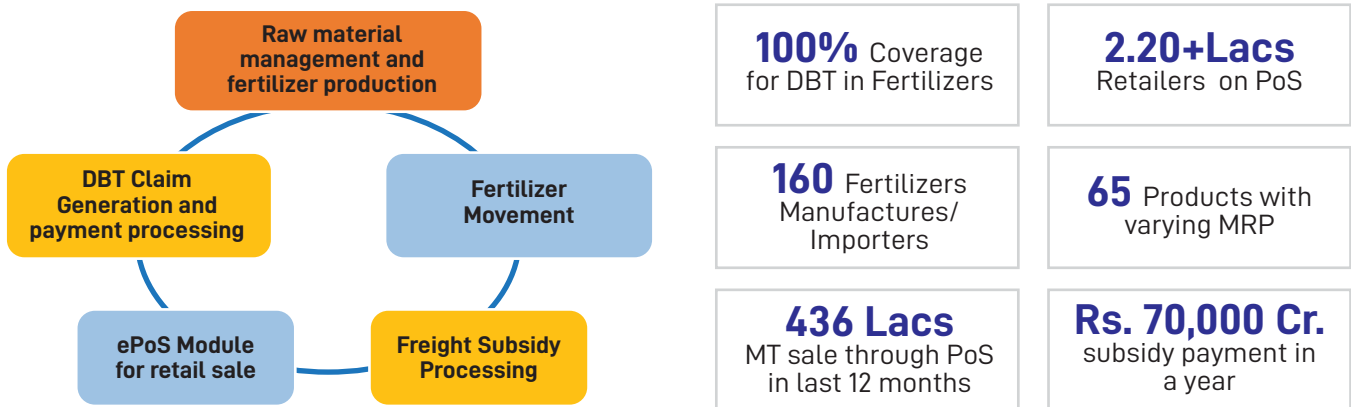 Raw material
management and
fertilizer production
DBT Claim
Generation and
payment processing
Fertilizer
Movement
ePoS Module
for retail sale
Freight Subsidy
Processing
100% Coverage
for DBT in Fertilizers
2.20+Lacs
Retailers on PoS
160 Fertilizers
Manufactures/
Importers
65 Products with
varying MRP
436 Lacs
MT sale through PoS
in last 12 months
Rs. 70,000 Cr.
subsidy payment in
a year